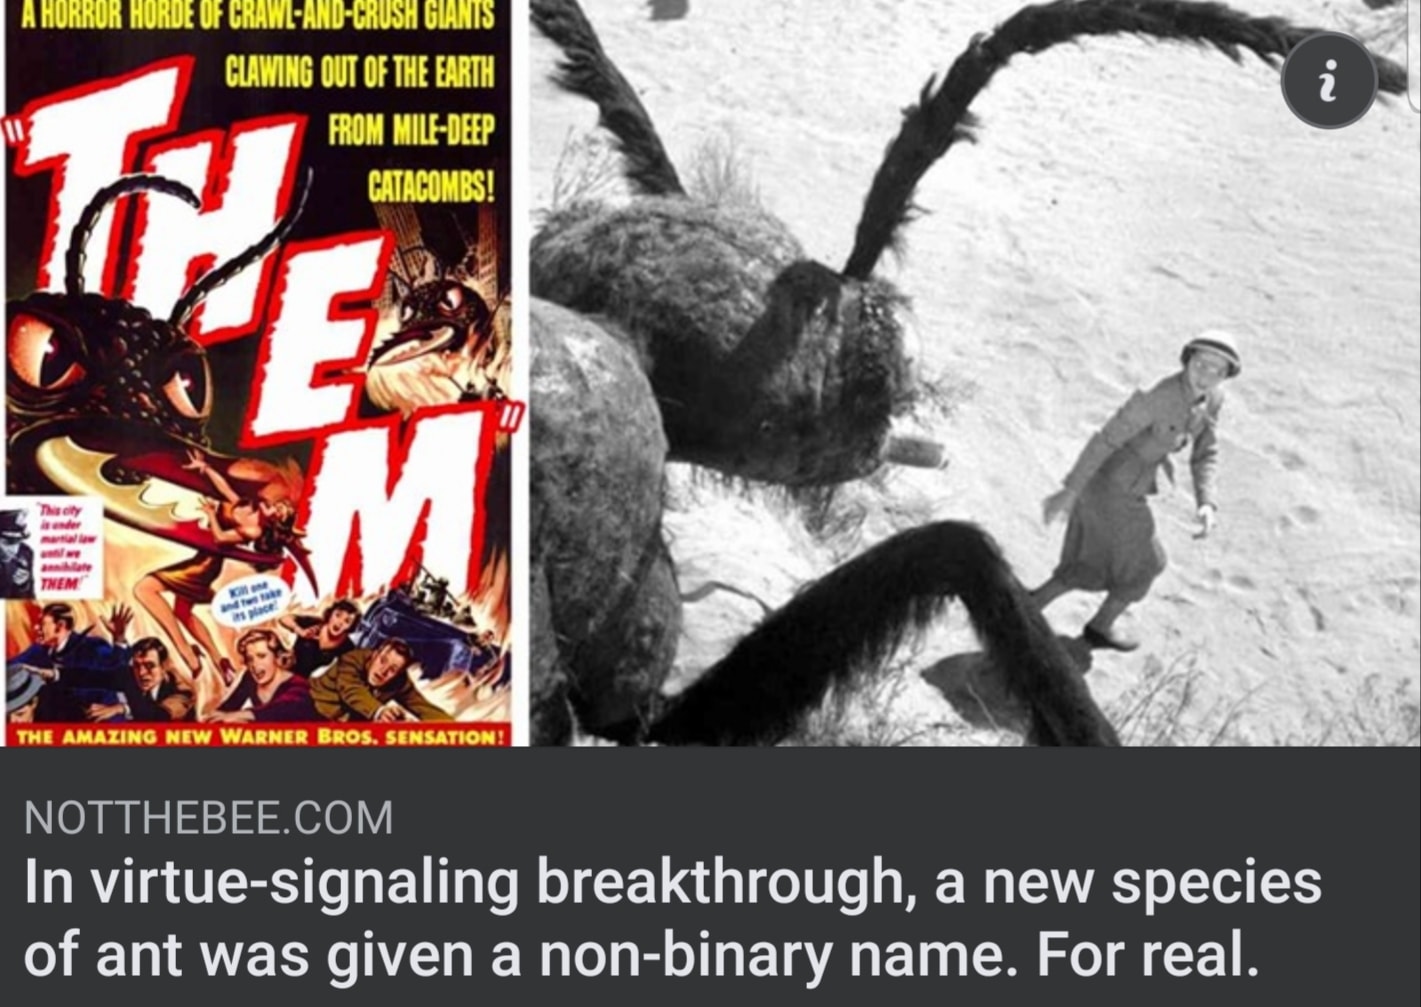 A HORROR HORDE OF CRAWL-AND-CRUSH GIANTS
CLAWING OUT OF THE EARTH
FROM MILE-DEEP
CATACOMBS!
"THEM"
"This city
is under
martial law
until we
annihilate
THEM!"
Kill one
and two take
its place!
THE AMAZING NEW WARNER BROS. SENSATION!
i
NOTTHEBEE.COM
In virtue-signaling breakthrough, a new species
of ant was given a non-binary name. For real.